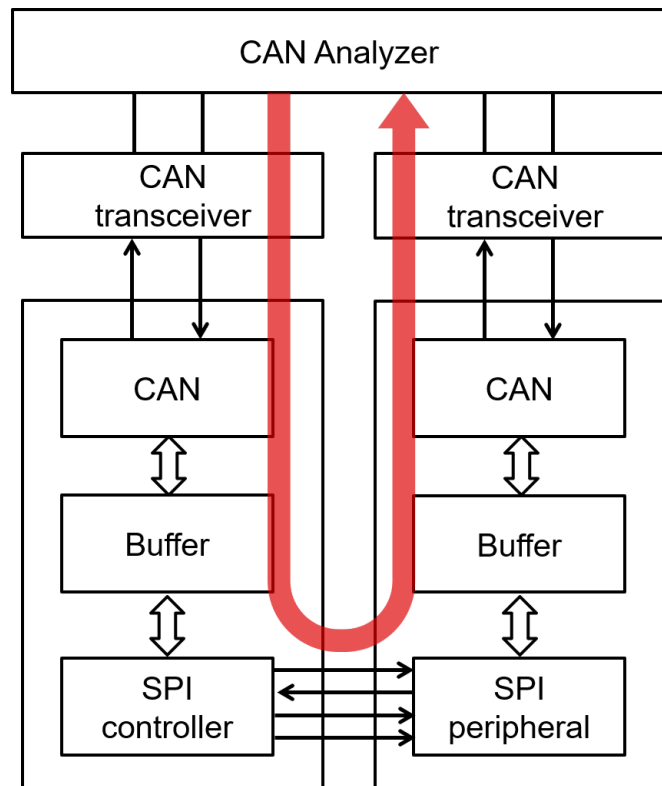 CAN Analyzer
CAN
transceiver
CAN
transceiver
CAN
CAN
Buffer
Buffer
SPI
controller
SPI
peripheral